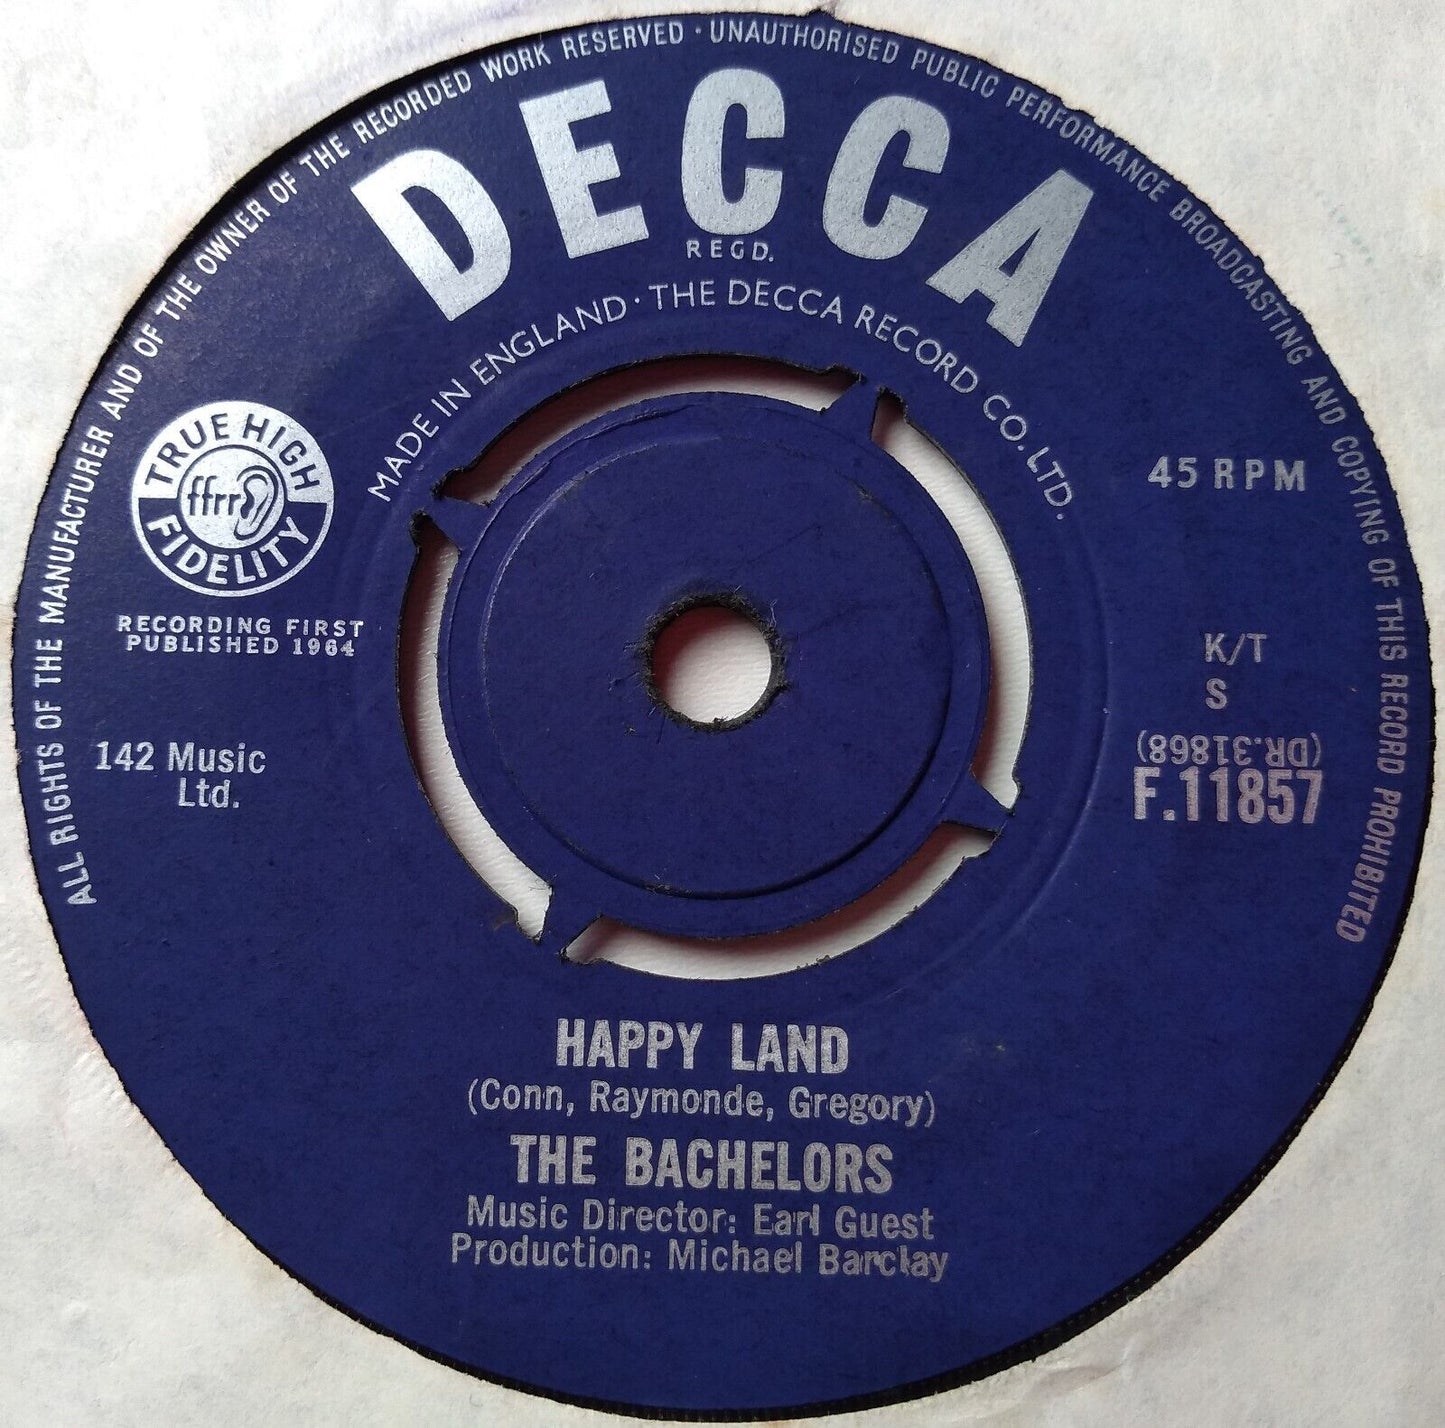 ALL RIGHTS OF THE MANUFACTURER AND OF THE OWNER OF THE RECORDED WORK RESERVED · UNAUTHORISED PUBLIC PERFORMANCE BROADCASTING AND COPYING OF THIS RECORD PROHIBITED
DECCA
REGD.
MADE IN ENGLAND · THE DECCA RECORD CO. LTD.
TRUE HIGH
ffrr
FIDELITY
RECORDING FIRST
PUBLISHED 1964
142 Music
Ltd.
45 RPM
K/T
S
(DR.31868)
F.11857
HAPPY LAND
(Conn, Raymonde, Gregory)
THE BACHELORS
Music Director: Earl Guest
Production: Michael Barclay